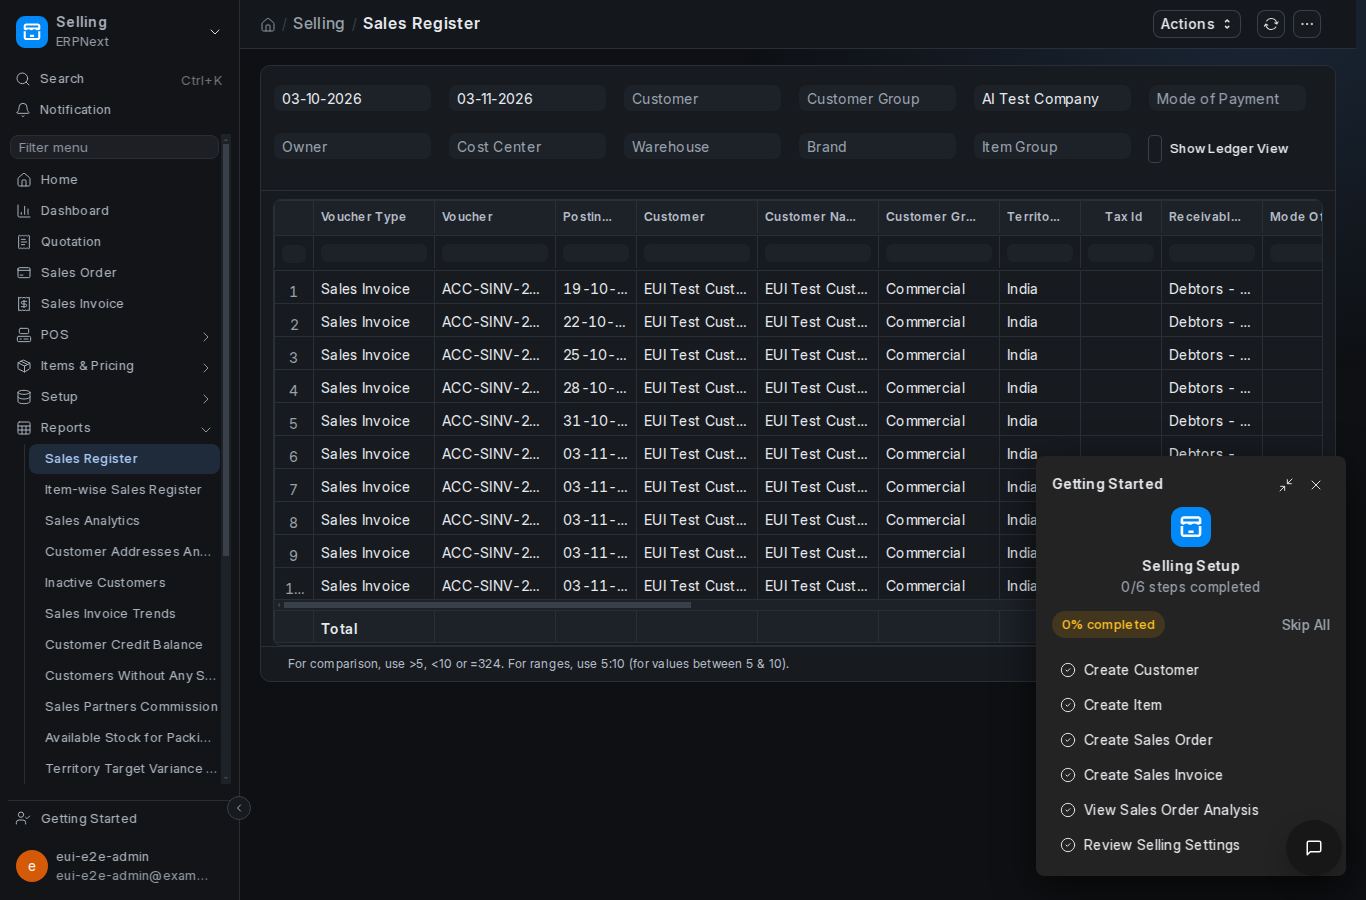 Selling
ERPNext
Search Ctrl+K
Notification
Filter menu
Home
Dashboard
Quotation
Sales Order
Sales Invoice
POS
Items & Pricing
Setup
Reports
Sales Register
Item-wise Sales Register
Sales Analytics
Customer Addresses An...
Inactive Customers
Sales Invoice Trends
Customer Credit Balance
Customers Without Any S...
Sales Partners Commission
Available Stock for Packi...
Territory Target Variance ...
Getting Started
e
eui-e2e-admin
eui-e2e-admin@exam...
/ Selling / Sales Register
Actions
03-10-2026 03-11-2026 Customer Customer Group AI Test Company Mode of Payment
Owner Cost Center Warehouse Brand Item Group Show Ledger View
Voucher Type Voucher Postin... Customer Customer Na... Customer Gr... Territo... Tax Id Receivabl... Mode Of
1 Sales Invoice ACC-SINV-2... 19-10-... EUI Test Cust... EUI Test Cust... Commercial India Debtors - ...
2 Sales Invoice ACC-SINV-2... 22-10-... EUI Test Cust... EUI Test Cust... Commercial India Debtors - ...
3 Sales Invoice ACC-SINV-2... 25-10-... EUI Test Cust... EUI Test Cust... Commercial India Debtors - ...
4 Sales Invoice ACC-SINV-2... 28-10-... EUI Test Cust... EUI Test Cust... Commercial India Debtors - ...
5 Sales Invoice ACC-SINV-2... 31-10-... EUI Test Cust... EUI Test Cust... Commercial India Debtors - ...
6 Sales Invoice ACC-SINV-2... 03-11-... EUI Test Cust... EUI Test Cust... Commercial India Debtors - ...
7 Sales Invoice ACC-SINV-2... 03-11-... EUI Test Cust... EUI Test Cust... Commercial India
8 Sales Invoice ACC-SINV-2... 03-11-... EUI Test Cust... EUI Test Cust... Commercial India
9 Sales Invoice ACC-SINV-2... 03-11-... EUI Test Cust... EUI Test Cust... Commercial India
1... Sales Invoice ACC-SINV-2... 03-11-... EUI Test Cust... EUI Test Cust... Commercial India
Total
For comparison, use >5, <10 or =324. For ranges, use 5:10 (for values between 5 & 10).
Getting Started
Selling Setup
0/6 steps completed
0% completed Skip All
Create Customer
Create Item
Create Sales Order
Create Sales Invoice
View Sales Order Analysis
Review Selling Settings